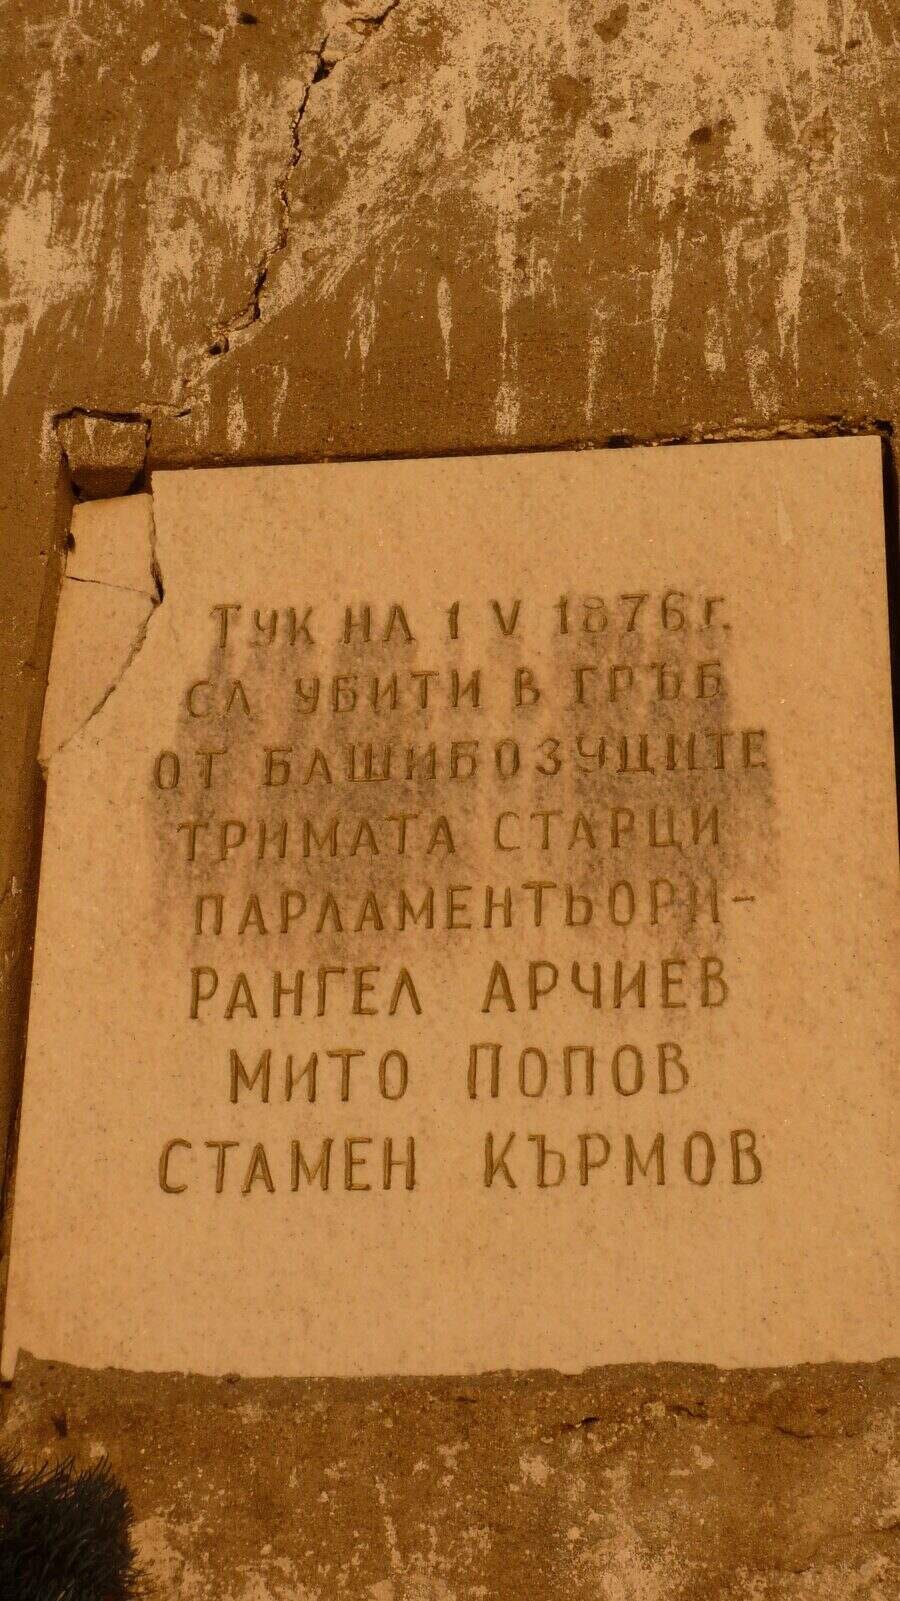 ТУК НА 1 V 1876 г.
СА УБИТИ В ГРЪБ
ОТ БАШИБОЗУЦИТЕ
ТРИМАТА СТАРЦИ
ПАРЛАМЕНТЬОРИ-
РАНГЕЛ АРЧИЕВ
МИТО ПОПОВ
СТАМЕН КЪРМОВ